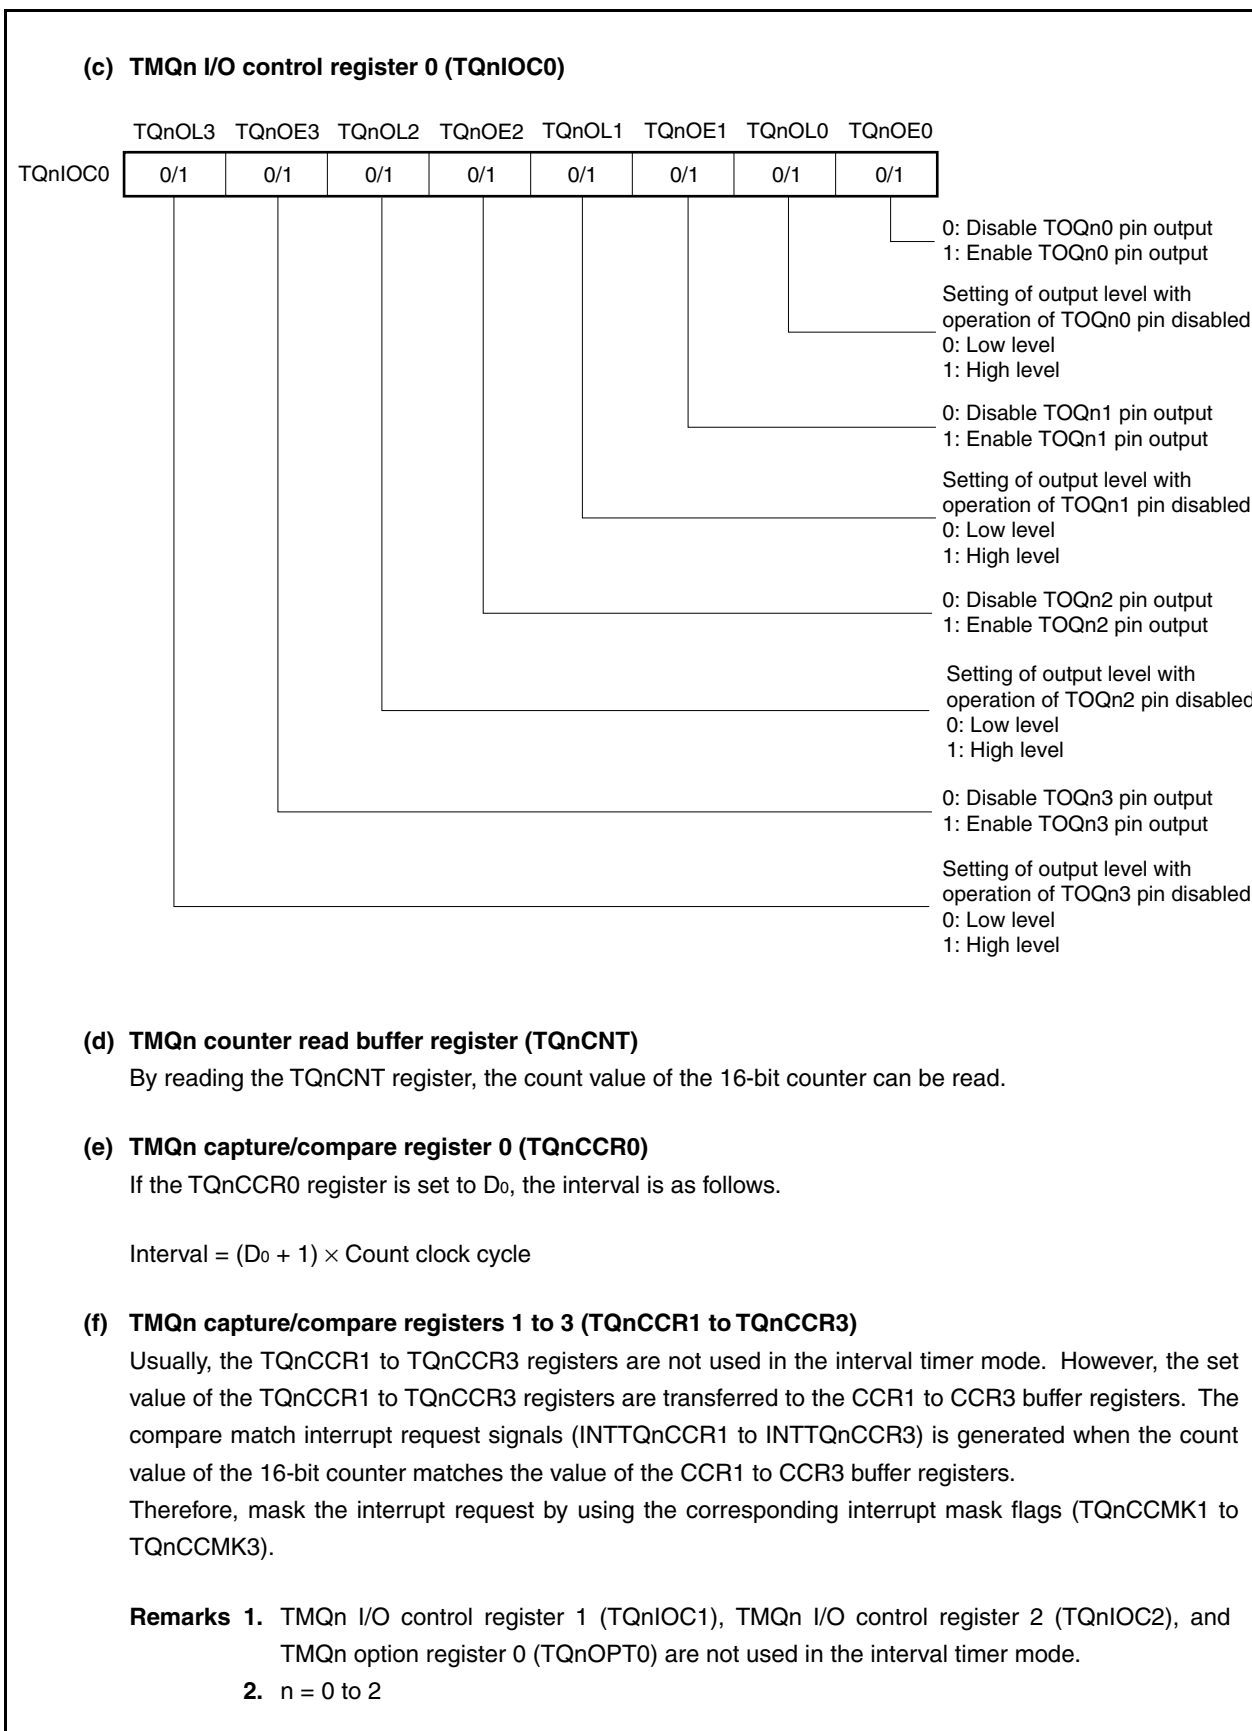 (c) TMQn I/O control register 0 (TQnIOC0)
TQnOL3 TQnOE3 TQnOL2 TQnOE2 TQnOL1 TQnOE1 TQnOL0 TQnOE0
TQnIOC0 0/1 0/1 0/1 0/1 0/1 0/1 0/1 0/1
0: Disable TOQn0 pin output
1: Enable TOQn0 pin output
Setting of output level with
operation of TOQn0 pin disabled
0: Low level
1: High level
0: Disable TOQn1 pin output
1: Enable TOQn1 pin output
Setting of output level with
operation of TOQn1 pin disabled
0: Low level
1: High level
0: Disable TOQn2 pin output
1: Enable TOQn2 pin output
Setting of output level with
operation of TOQn2 pin disabled
0: Low level
1: High level
0: Disable TOQn3 pin output
1: Enable TOQn3 pin output
Setting of output level with
operation of TOQn3 pin disabled
0: Low level
1: High level
(d) TMQn counter read buffer register (TQnCNT)
By reading the TQnCNT register, the count value of the 16-bit counter can be read.
(e) TMQn capture/compare register 0 (TQnCCR0)
If the TQnCCR0 register is set to D₀, the interval is as follows.
Interval = (D₀ + 1) × Count clock cycle
(f) TMQn capture/compare registers 1 to 3 (TQnCCR1 to TQnCCR3)
Usually, the TQnCCR1 to TQnCCR3 registers are not used in the interval timer mode. However, the set
value of the TQnCCR1 to TQnCCR3 registers are transferred to the CCR1 to CCR3 buffer registers. The
compare match interrupt request signals (INTTQnCCR1 to INTTQnCCR3) is generated when the count
value of the 16-bit counter matches the value of the CCR1 to CCR3 buffer registers.
Therefore, mask the interrupt request by using the corresponding interrupt mask flags (TQnCCMK1 to
TQnCCMK3).
Remarks 1. TMQn I/O control register 1 (TQnIOC1), TMQn I/O control register 2 (TQnIOC2), and
TMQn option register 0 (TQnOPT0) are not used in the interval timer mode.
2. n = 0 to 2